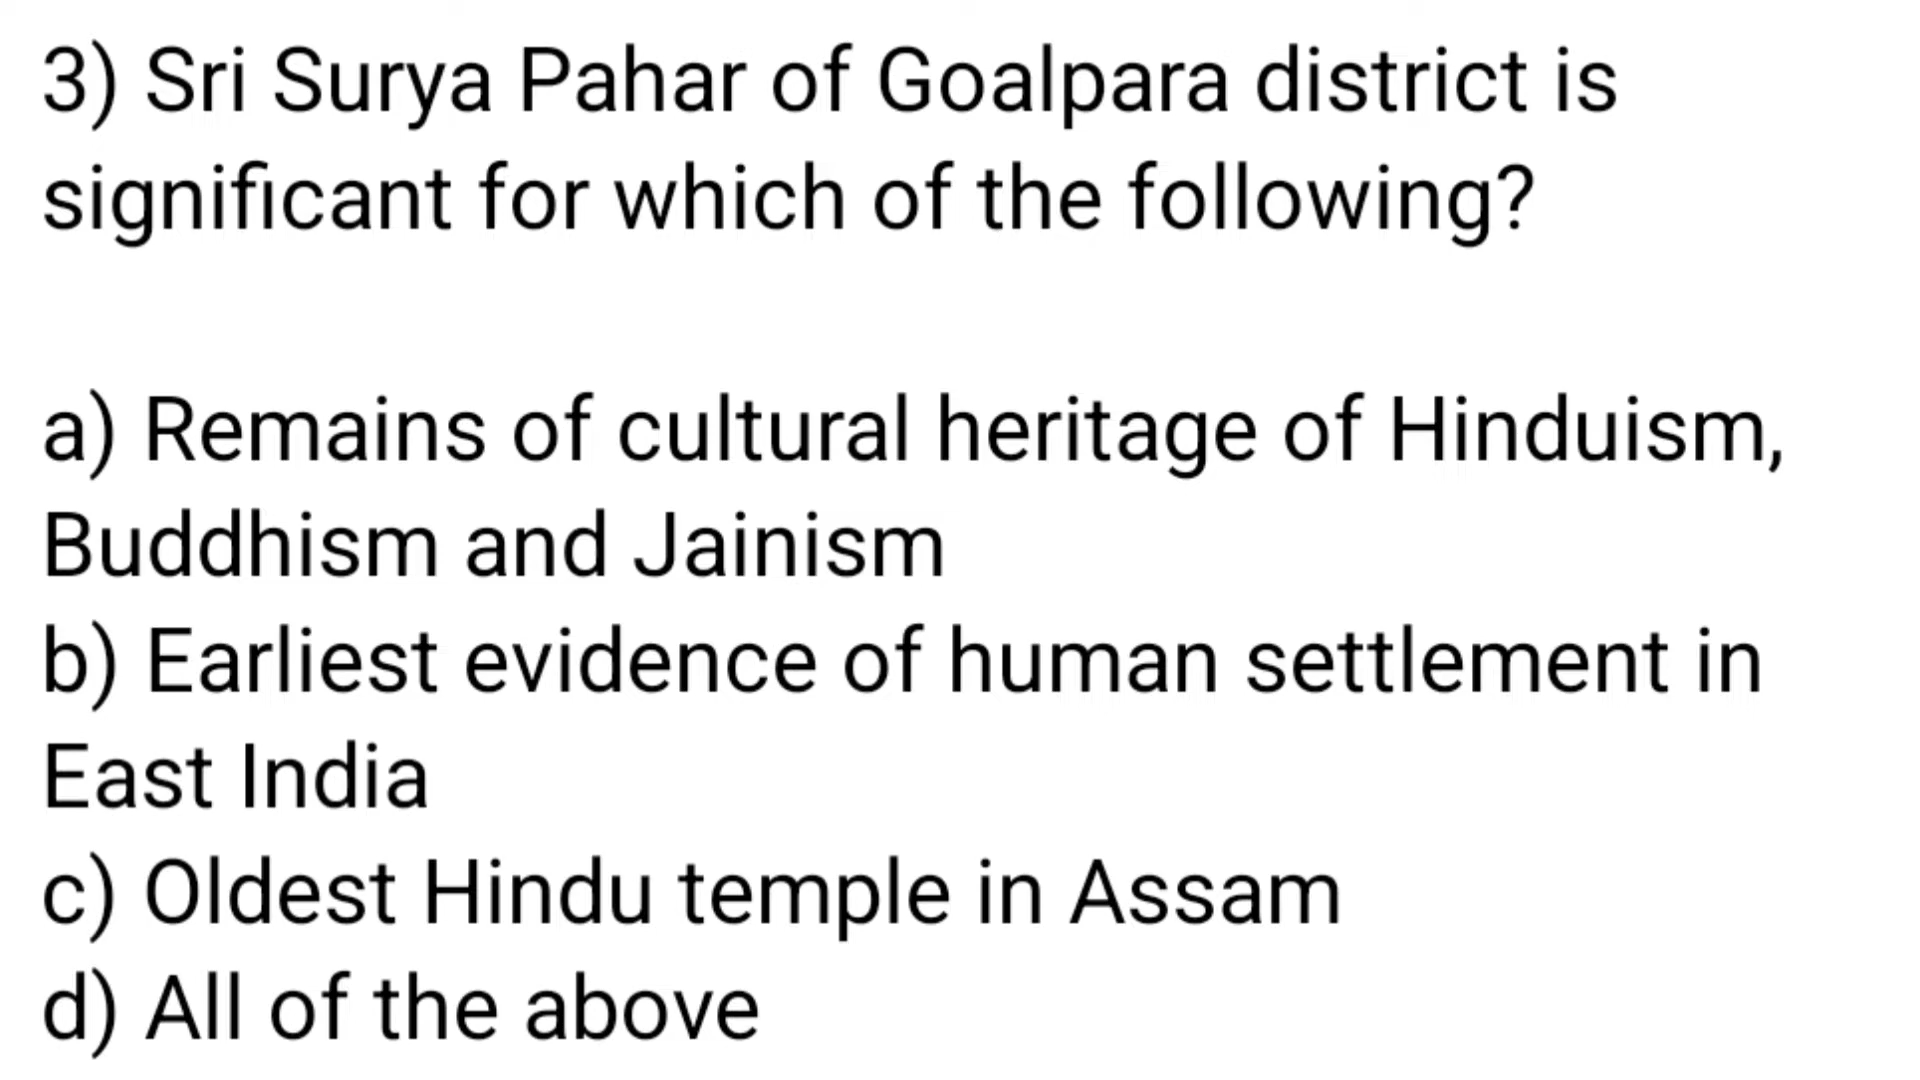 3) Sri Surya Pahar of Goalpara district is
significant for which of the following?
a) Remains of cultural heritage of Hinduism,
Buddhism and Jainism
b) Earliest evidence of human settlement in
East India
c) Oldest Hindu temple in Assam
d) All of the above